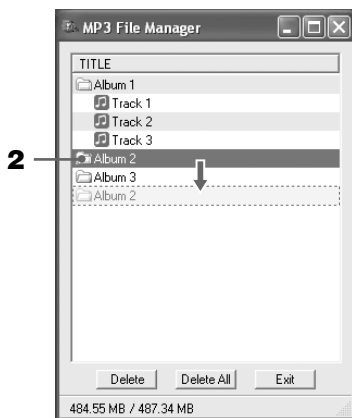 MP3 File Manager
TITLE
Album 1
Track 1
Track 2
Track 3
2
Album 2
Album 3
Album 2
Delete
Delete All
Exit
484.55 MB / 487.34 MB